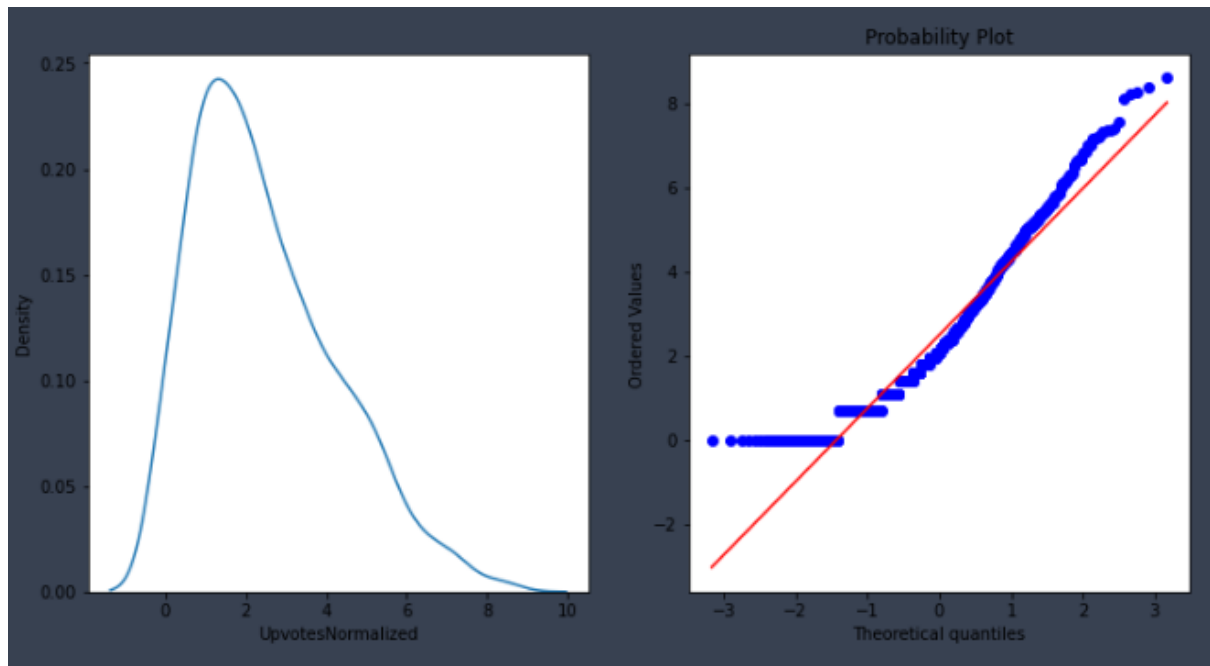 0.25
0.20
0.15
0.10
0.05
0.00
Density
0 2 4 6 8 10
UpvotesNormalized
Probability Plot
8
6
4
2
0
−2
Ordered Values
−3 −2 −1 0 1 2 3
Theoretical quantiles